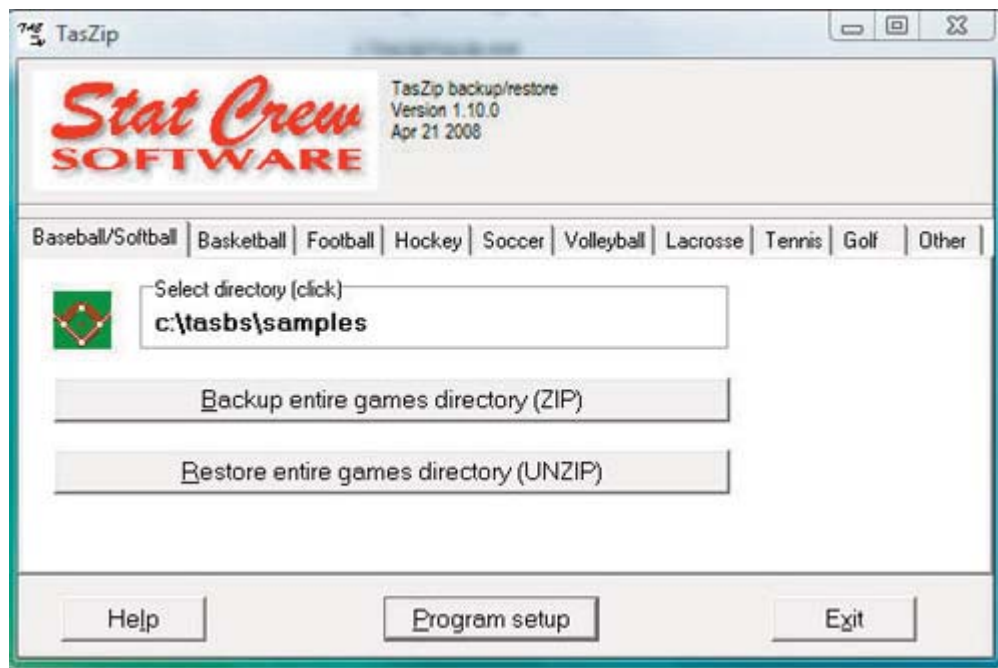 TasZip
Stat Crew
SOFTWARE
TasZip backup/restore
Version 1.10.0
Apr 21 2008
Baseball/Softball Basketball Football Hockey Soccer Volleyball Lacrosse Tennis Golf Other
Select directory (click)
c:\tasbs\samples
Backup entire games directory (ZIP)
Restore entire games directory (UNZIP)
Help Program setup Exit